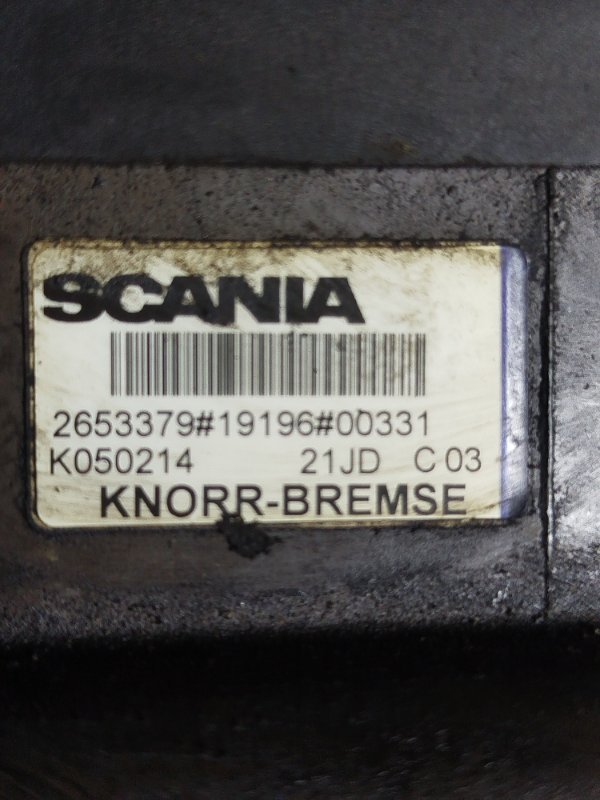 SCANIA
2653379#19196#00331
K050214 21JD C 03
KNORR-BREMSE